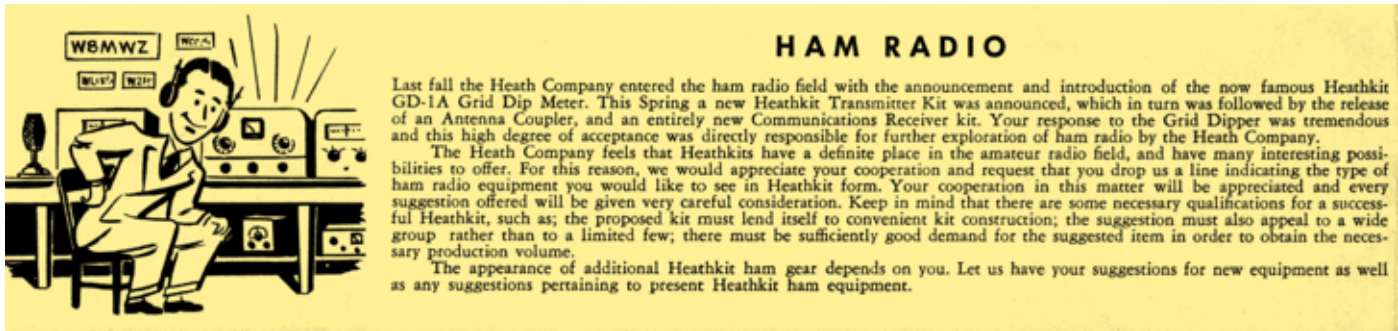 W8MWZ
HAM RADIO
Last fall the Heath Company entered the ham radio field with the announcement and introduction of the now famous Heathkit
GD-1A Grid Dip Meter. This Spring a new Heathkit Transmitter Kit was announced, which in turn was followed by the release
of an Antenna Coupler, and an entirely new Communications Receiver kit. Your response to the Grid Dipper was tremendous
and this high degree of acceptance was directly responsible for further exploration of ham radio by the Heath Company.
The Heath Company feels that Heathkits have a definite place in the amateur radio field, and have many interesting possi-
bilities to offer. For this reason, we would appreciate your cooperation and request that you drop us a line indicating the type of
ham radio equipment you would like to see in Heathkit form. Your cooperation in this matter will be appreciated and every
suggestion offered will be given very careful consideration. Keep in mind that there are some necessary qualifications for a success-
ful Heathkit, such as; the proposed kit must lend itself to convenient kit construction; the suggestion must also appeal to a wide
group rather than to a limited few; there must be sufficiently good demand for the suggested item in order to obtain the neces-
sary production volume.
The appearance of additional Heathkit ham gear depends on you. Let us have your suggestions for new equipment as well
as any suggestions pertaining to present Heathkit ham equipment.